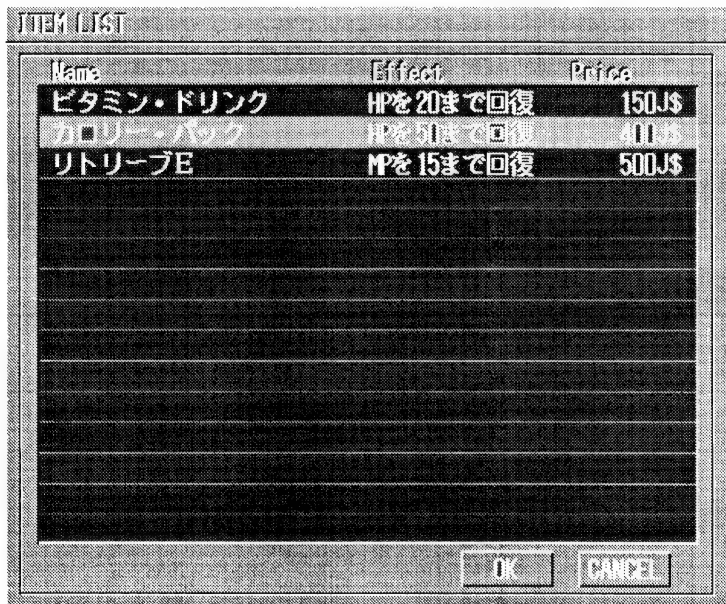 ITEM LIST
Name Effect Price
ビタミン・ドリンク HPを20まで回復 150J$
カロリー・パック HPを50まで回復 400J$
リトリーブE MPを15まで回復 500J$
OK CANCEL